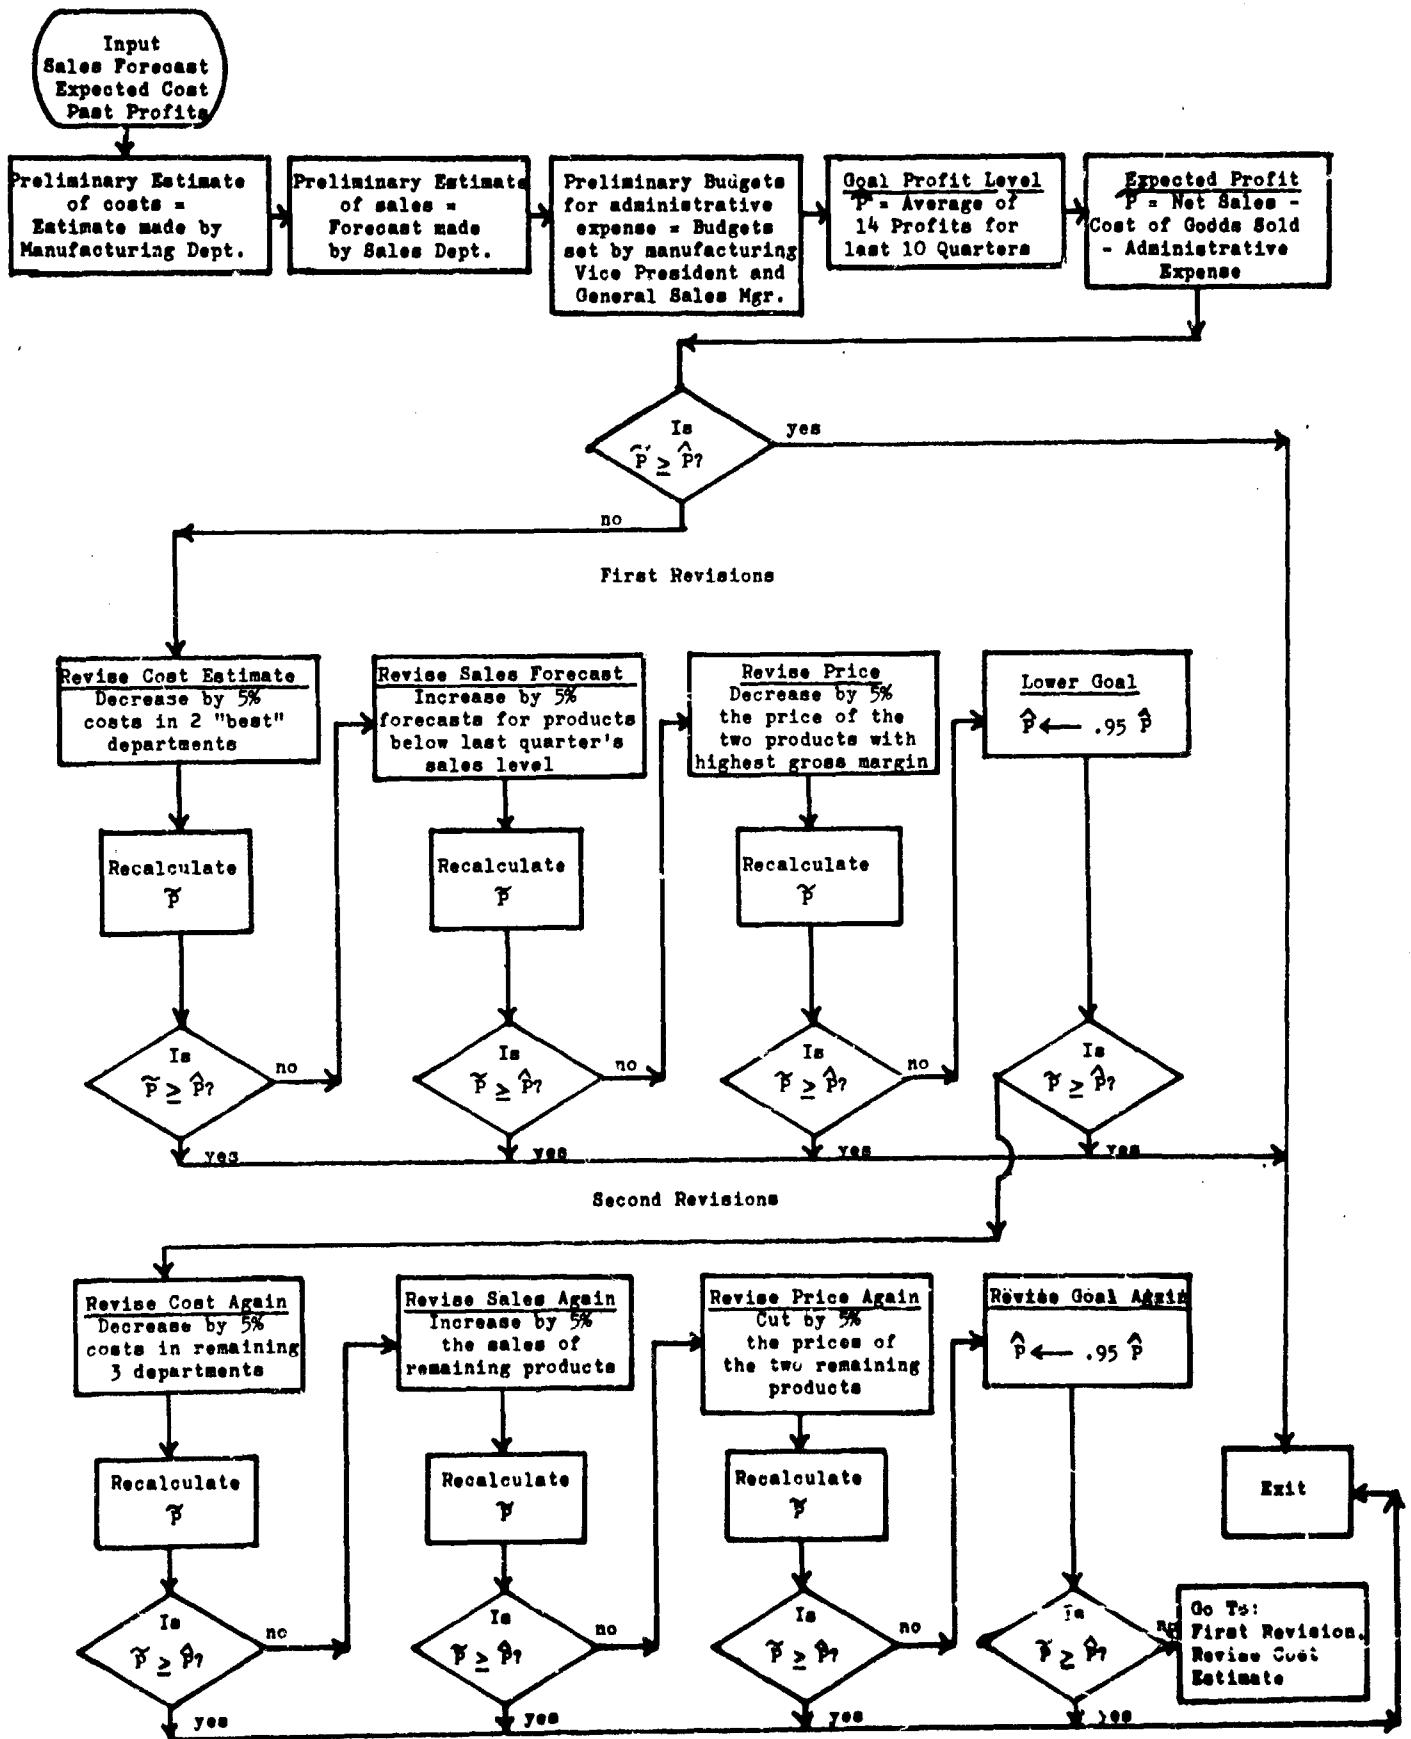 Input
Sales Forecast
Expected Cost
Past Profits
Preliminary Estimate
of costs =
Estimate made by
Manufacturing Dept.
Preliminary Estimate
of sales =
Forecast made
by Sales Dept.
Preliminary Budgets
for administrative
expense = Budgets
set by manufacturing
Vice President and
General Sales Mgr.
Goal Profit Level
P̂ = Average of
14 Profits for
last 10 Quarters
Expected Profit
P̃ = Net Sales -
Cost of Godds Sold
- Administrative
Expense
Is
P̃ ≥ P̂?
yes
no
First Revisions
Revise Cost Estimate
Decrease by 5%
costs in 2 "best"
departments
Revise Sales Forecast
Increase by 5%
forecasts for products
below last quarter's
sales level
Revise Price
Decrease by 5%
the price of the
two products with
highest gross margin
Lower Goal
P̂ ← .95 P̂
Recalculate
P̃
Recalculate
P̃
Recalculate
P̃
Is
P̃ ≥ P̂?
no
Is
P̃ ≥ P̂?
no
Is
P̃ ≥ P̂?
no
Is
P̃ ≥ P̂?
yes
yes
yes
yes
Second Revisions
Revise Cost Again
Decrease by 5%
costs in remaining
3 departments
Revise Sales Again
Increase by 5%
the sales of
remaining products
Revise Price Again
Cut by 5%
the prices of
the two remaining
products
Revise Goal Again
P̂ ← .95 P̂
Recalculate
P̃
Recalculate
P̃
Recalculate
P̃
Exit
Is
P̃ ≥ P̂?
no
Is
P̃ ≥ P̂?
no
Is
P̃ ≥ P̂?
no
Is
P̃ ≥ P̂?
no
Go To:
First Revision.
Revise Cost
Estimate
yes
yes
yes
yes